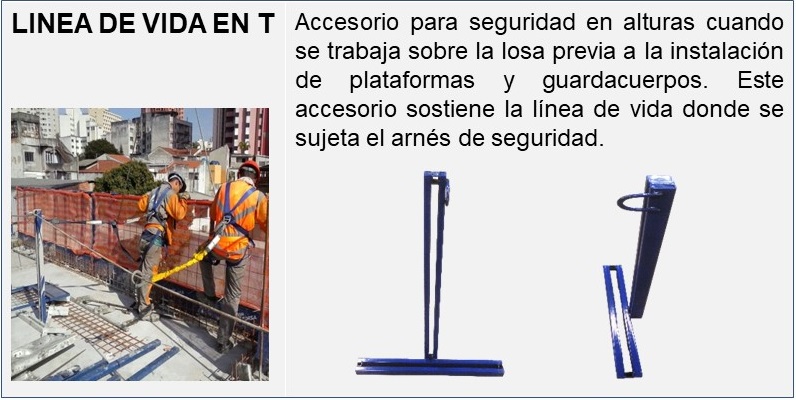 LINEA DE VIDA EN T
Accesorio para seguridad en alturas cuando
se trabaja sobre la losa previa a la instalación
de plataformas y guardacuerpos. Este
accesorio sostiene la línea de vida donde se
sujeta el arnés de seguridad.